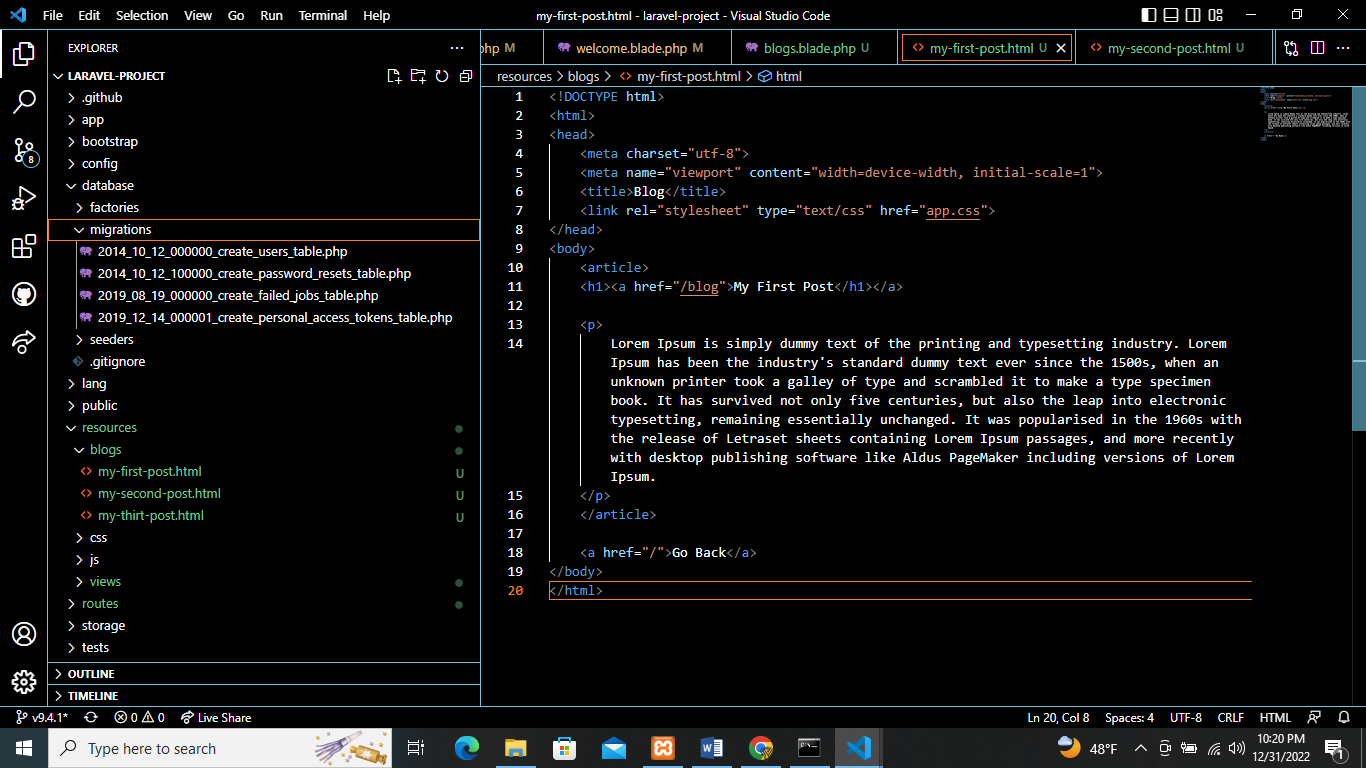 File Edit Selection View Go Run Terminal Help
my-first-post.html - laravel-project - Visual Studio Code
EXPLORER
LARAVEL-PROJECT
.github
app
bootstrap
config
database
factories
migrations
2014_10_12_000000_create_users_table.php
2014_10_12_100000_create_password_resets_table.php
2019_08_19_000000_create_failed_jobs_table.php
2019_12_14_000001_create_personal_access_tokens_table.php
seeders
.gitignore
lang
public
resources
blogs
my-first-post.html U
my-second-post.html U
my-thirt-post.html U
css
js
views
routes
storage
tests
OUTLINE
TIMELINE
8
php M
welcome.blade.php M
blogs.blade.php U
my-first-post.html U
my-second-post.html U
resources > blogs > my-first-post.html > html
1 <!DOCTYPE html>
2 <html>
3 <head>
4 <meta charset="utf-8">
5 <meta name="viewport" content="width=device-width, initial-scale=1">
6 <title>Blog</title>
7 <link rel="stylesheet" type="text/css" href="app.css">
8 </head>
9 <body>
10 <article>
11 <h1><a href="/blog">My First Post</h1></a>
12
13 <p>
14 Lorem Ipsum is simply dummy text of the printing and typesetting industry. Lorem
Ipsum has been the industry's standard dummy text ever since the 1500s, when an
unknown printer took a galley of type and scrambled it to make a type specimen
book. It has survived not only five centuries, but also the leap into electronic
typesetting, remaining essentially unchanged. It was popularised in the 1960s with
the release of Letraset sheets containing Lorem Ipsum passages, and more recently
with desktop publishing software like Aldus PageMaker including versions of Lorem
Ipsum.
15 </p>
16 </article>
17
18 <a href="/">Go Back</a>
19 </body>
20 </html>
v9.4.1* 0 0 Live Share
Ln 20, Col 8 Spaces: 4 UTF-8 CRLF HTML
Type here to search
48°F
10:20 PM
12/31/2022
1